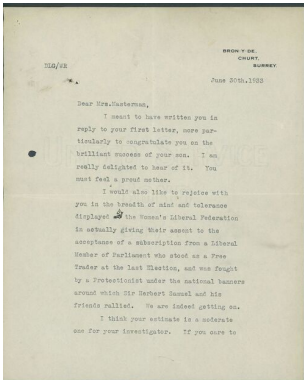 BRON-Y-DE,
CHURT,
SURREY.
DLG/MR
June 30th.1932
Dear Mrs.Masterman,
I meant to have written you in
reply to your first letter, more par-
ticularly to congratulate you on the
brilliant success of your son. I am
really delighted to hear of it. You
must feel a proud mother.
I would also like to rejoice with
you in the breadth of mind and tolerance
displayed by the Women's Liberal Federation
in actually giving their assent to the
acceptance of a subscription from a Liberal
Member of Parliament who stood as a Free
Trader at the last Election, and was fought
by a Protectionist under the national banners
around which Sir Herbert Samuel and his
friends rallied. We are indeed getting on.
I think your estimate is a moderate
one for your investigator. If you care to